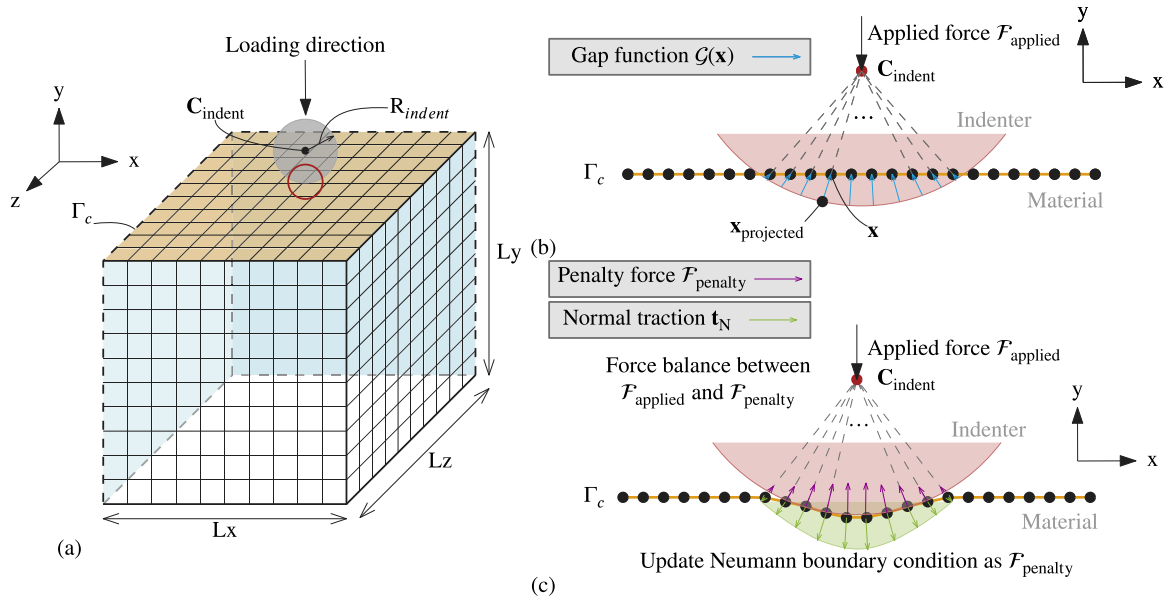 Loading direction
C_indent
R_indent
y
x
z
Γ_c
Ly
Lz
Lx
(a)
Gap function 𝒢(x)
Applied force ℱ_applied
C_indent
...
Indenter
Γ_c
Material
x_projected
x
y
x
(b)
Penalty force ℱ_penalty
Normal traction t_N
Force balance between
ℱ_applied and ℱ_penalty
Applied force ℱ_applied
C_indent
...
Indenter
Γ_c
Material
y
x
Update Neumann boundary condition as ℱ_penalty
(c)